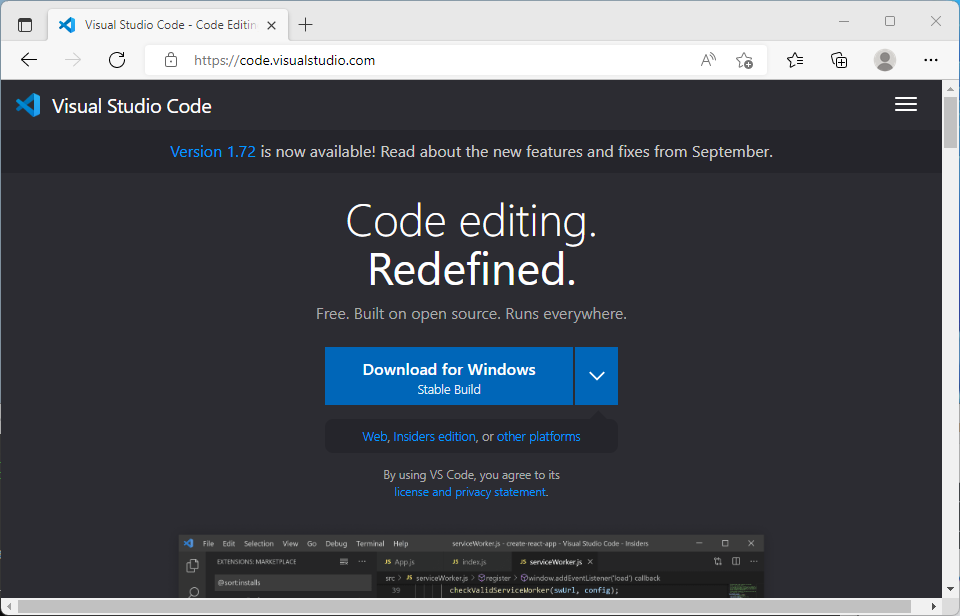 Visual Studio Code - Code Editin
https://code.visualstudio.com
Visual Studio Code
Version 1.72 is now available! Read about the new features and fixes from September.
Code editing.
Redefined.
Free. Built on open source. Runs everywhere.
Download for Windows
Stable Build
Web, Insiders edition, or other platforms
By using VS Code, you agree to its
license and privacy statement.
File Edit Selection View Go Debug Terminal Help serviceWorker.js - create-react-app - Visual Studio Code - Insiders
EXTENSIONS: MARKETPLACE
JS App.js JS index.js JS serviceWorker.js
@sort:installs
src > JS serviceWorker.js > register > window.addEventListener('load') callback
39 checkValidServiceWorker(swUrl, config);